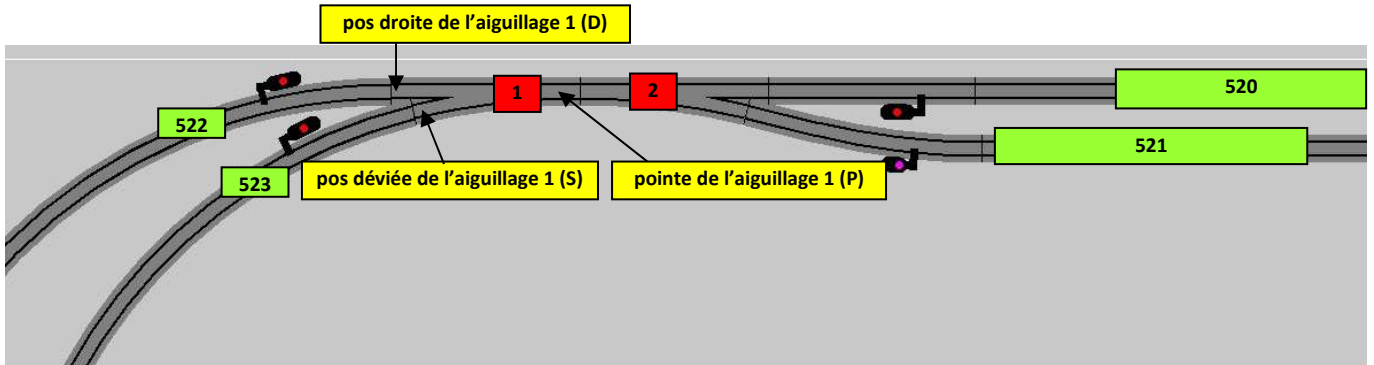 pos droite de l'aiguillage 1 (D)
1
2
520
522
521
523
pos déviée de l'aiguillage 1 (S)
pointe de l'aiguillage 1 (P)